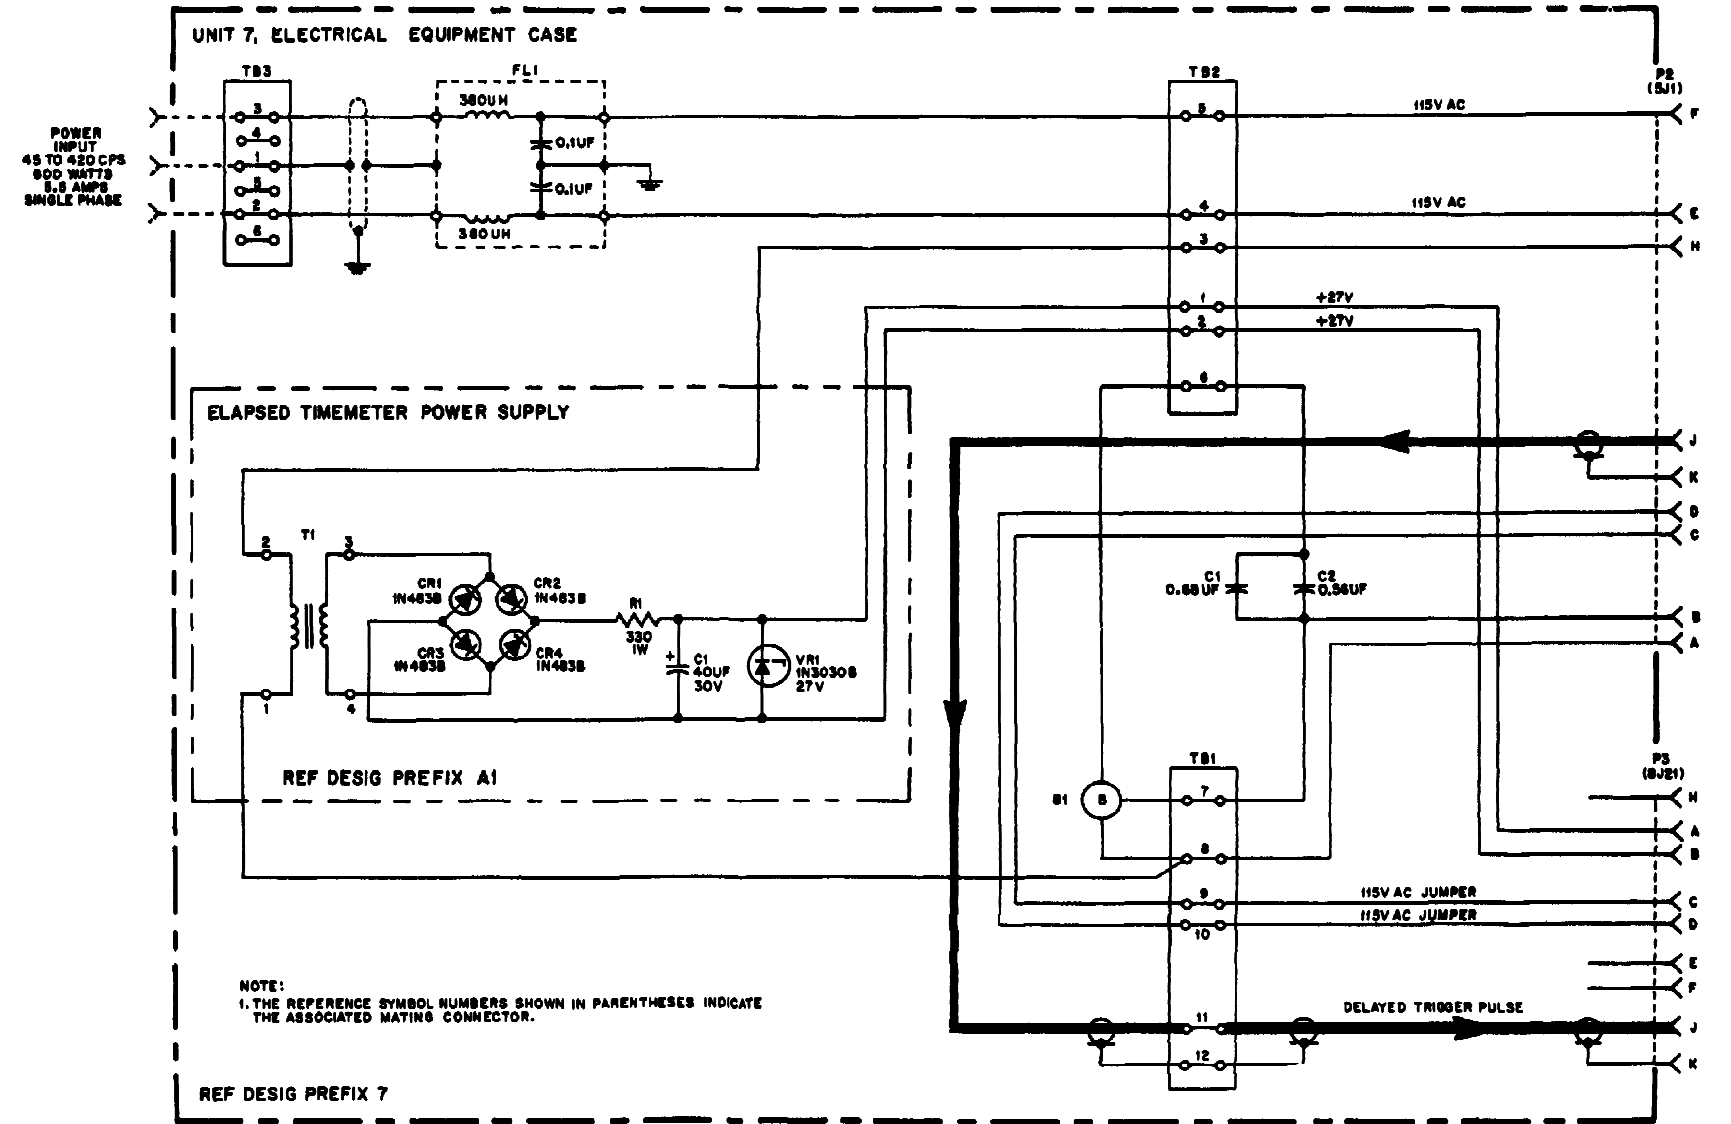 UNIT 7, ELECTRICAL EQUIPMENT CASE
TB3
FL1
TB2
P2
(5J1)
POWER
INPUT
45 TO 420 CPS
600 WATTS
5.5 AMPS
SINGLE PHASE
3
4
1
5
2
6
380UH
0.1UF
0.1UF
380UH
5
115V AC
F
4
115V AC
E
3
H
1
+27V
2
+27V
6
ELAPSED TIMEMETER POWER SUPPLY
J
K
D
C
2
T1
3
CR1
1N483B
CR2
1N483B
CR3
1N483B
CR4
1N483B
R1
330
1W
+
C1
40UF
30V
VR1
1N3030B
27V
1
4
C1
0.68UF
C2
0.56UF
B
A
REF DESIG PREFIX A1
TB1
P3
(8J21)
B1
B
7
H
A
8
B
9
115V AC JUMPER
C
115V AC JUMPER
D
10
E
F
NOTE:
1. THE REFERENCE SYMBOL NUMBERS SHOWN IN PARENTHESES INDICATE
THE ASSOCIATED MATING CONNECTOR.
DELAYED TRIGGER PULSE
11
J
12
K
REF DESIG PREFIX 7